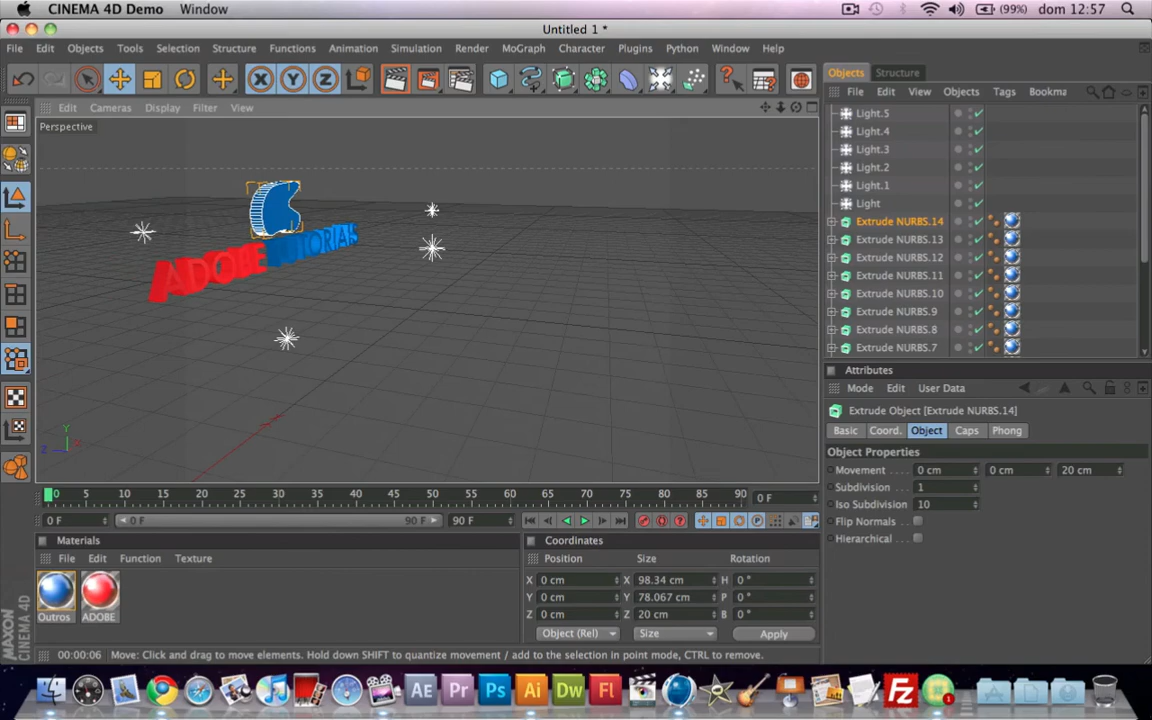 CINEMA 4D Demo Window (99%) dom 12:57
Untitled 1 *
File Edit Objects Tools Selection Structure Functions Animation Simulation Render MoGraph Character Plugins Python Window Help
X Y Z
Objects Structure
File Edit View Objects Tags Bookma
Edit Cameras Display Filter View
Perspective
Light.5
Light.4
Light.3
Light.2
Light.1
Light
Extrude NURBS.14
Extrude NURBS.13
Extrude NURBS.12
Extrude NURBS.11
Extrude NURBS.10
Extrude NURBS.9
Extrude NURBS.8
Extrude NURBS.7
ADOBETUTORIAIS
Y
Z X
Attributes
Mode Edit User Data
Extrude Object [Extrude NURBS.14]
Basic Coord. Object Caps Phong
Object Properties
Movement 0 cm 0 cm 20 cm
Subdivision 1
Iso Subdivision 10
Flip Normals
Hierarchical
0 5 10 15 20 25 30 35 40 45 50 55 60 65 70 75 80 85 90 0 F
0 F 0 F 90 F 90 F
Materials
File Edit Function Texture
Outros ADOBE
Coordinates
Position Size Rotation
X 0 cm X 98.34 cm H 0 °
Y 0 cm Y 78.067 cm P 0 °
Z 0 cm Z 20 cm B 0 °
Object (Rel) Size Apply
MAXON CINEMA 4D
00:00:06 Move: Click and drag to move elements. Hold down SHIFT to quantize movement / add to the selection in point mode, CTRL to remove.
AE Pr Ps Ai Dw Fl FZ 1